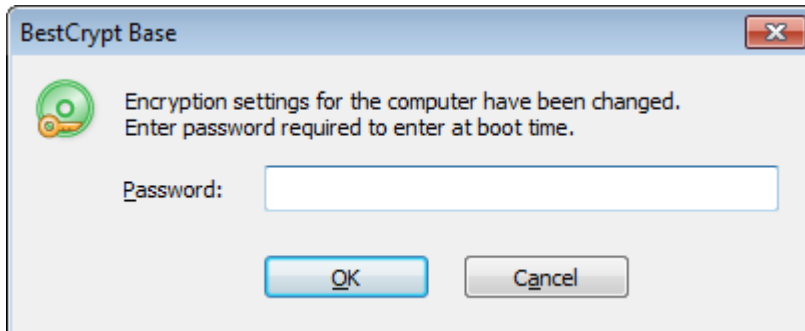 BestCrypt Base
Encryption settings for the computer have been changed.
Enter password required to enter at boot time.
Password:
OK
Cancel